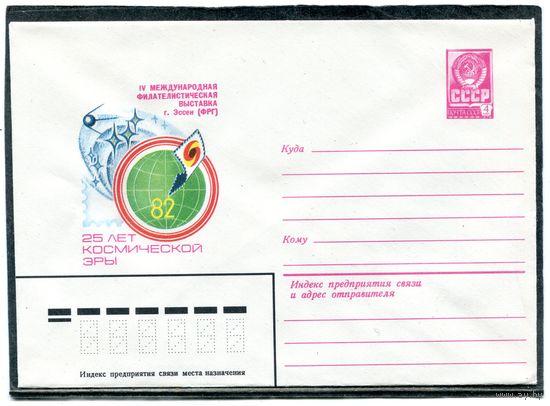 IV МЕЖДУНАРОДНАЯ
ФИЛАТЕЛИСТИЧЕСКАЯ
ВЫСТАВКА
г. Эссен (ФРГ)
82
25 ЛЕТ
КОСМИЧЕСКОЙ
ЭРЫ
СССР
ПОЧТА
4
Куда
Кому
Индекс предприятия связи
и адрес отправителя
Индекс предприятия связи места назначения